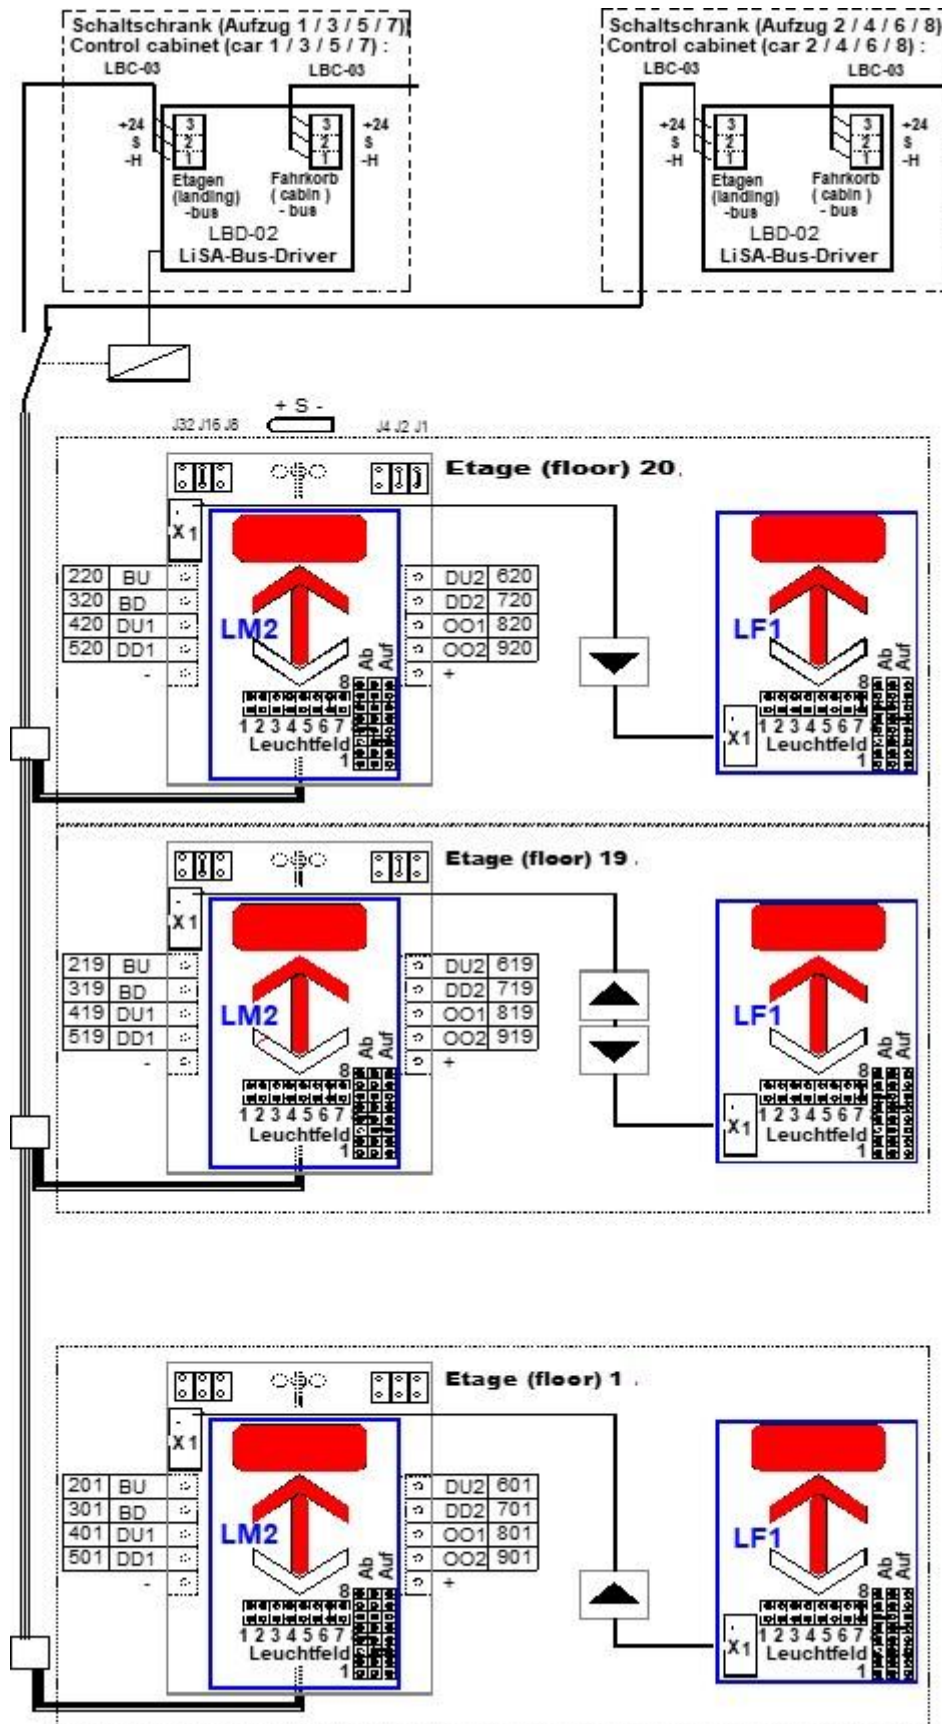 Schaltschrank (Aufzug 1 / 3 / 5 / 7))
Control cabinet (car 1 / 3 / 5 / 7) :
LBC-03
LBC-03
+24
3
3
+24
S
2
2
S
-H
1
1
-H
Etagen
(landing)
-bus
Fahrkorb
( cabin )
- bus
LBD-02
LiSA-Bus-Driver
Schaltschrank (Aufzug 2 / 4 / 6 / 8)
Control cabinet (car 2 / 4 / 6 / 8) :
LBC-03
LBC-03
+24
3
3
+24
S
2
2
S
-H
1
1
-H
Etagen
(landing)
-bus
Fahrkorb
( cabin )
- bus
LBD-02
LiSA-Bus-Driver
+ S -
J32 J16 J8
J4 J2 J1
Etage (floor) 20.
X1
220 BU
320 BD
420 DU1
520 DD1
-
LM2
DU2 620
DD2 720
OO1 820
OO2 920
+
Ab
Auf
8
1 2 3 4 5 6 7
Leuchtfeld
1
LF1
Ab
Auf
8
X1
1 2 3 4 5 6 7
Leuchtfeld
1
Etage (floor) 19 .
X1
219 BU
319 BD
419 DU1
519 DD1
-
LM2
DU2 619
DD2 719
OO1 819
OO2 919
+
Ab
Auf
8
1 2 3 4 5 6 7
Leuchtfeld
1
LF1
Ab
Auf
8
X1
1 2 3 4 5 6 7
Leuchtfeld
1
Etage (floor) 1 .
X1
201 BU
301 BD
401 DU1
501 DD1
-
LM2
DU2 601
DD2 701
OO1 801
OO2 901
+
Ab
Auf
8
1 2 3 4 5 6 7
Leuchtfeld
1
LF1
Ab
Auf
8
X1
1 2 3 4 5 6 7
Leuchtfeld
1